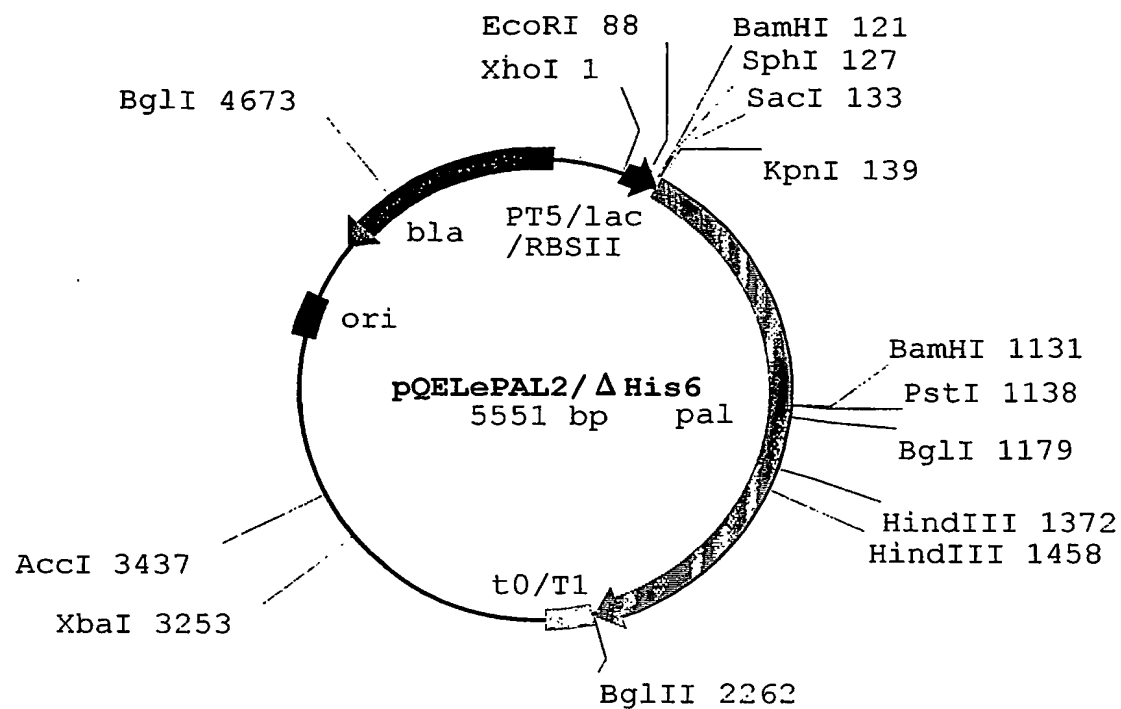 EcoRI 88
XhoI 1
BglI 4673
BamHI 121
SphI 127
SacI 133
KpnI 139
PT5/lac
/RBSII
bla
ori
pQELePAL2/ΔHis6
5551 bp
pal
BamHI 1131
PstI 1138
BglI 1179
HindIII 1372
HindIII 1458
AccI 3437
XbaI 3253
t0/T1
BglII 2262